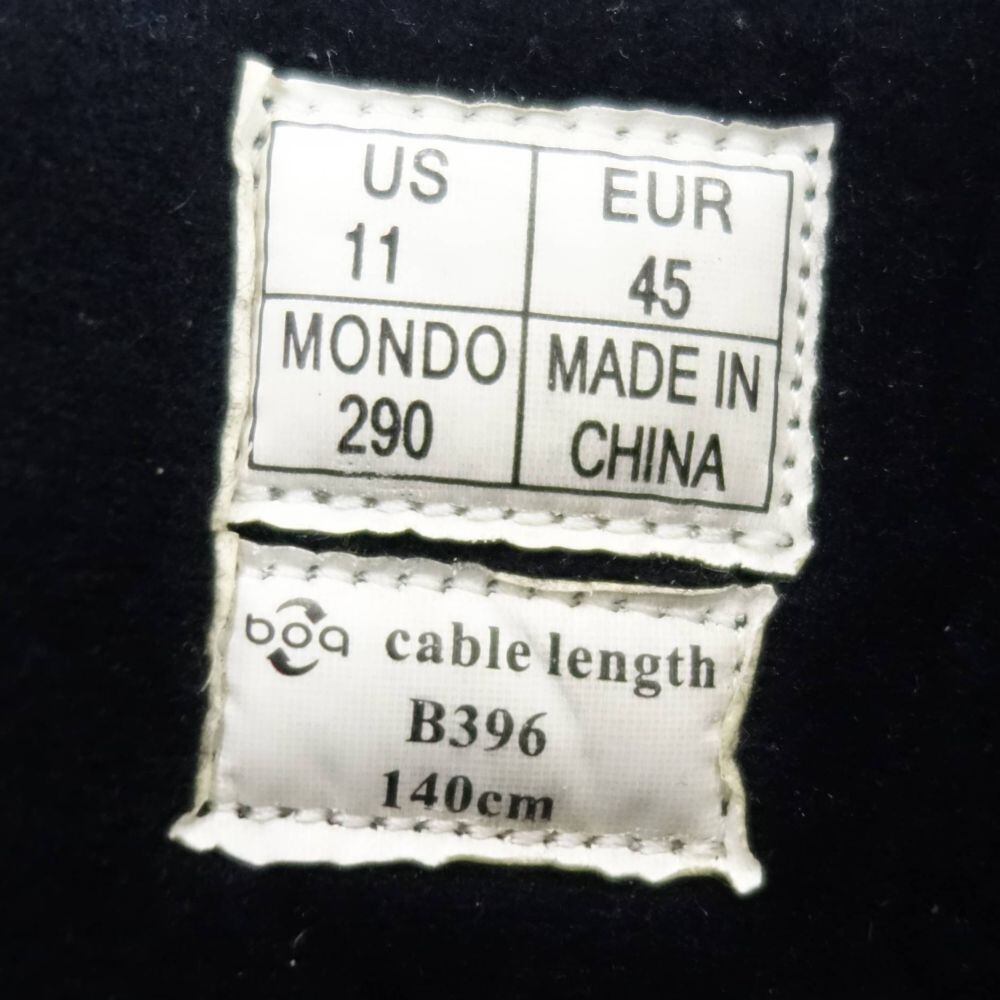 US EUR
11 45
MONDO MADE IN
290 CHINA
boa cable length
B396
140cm